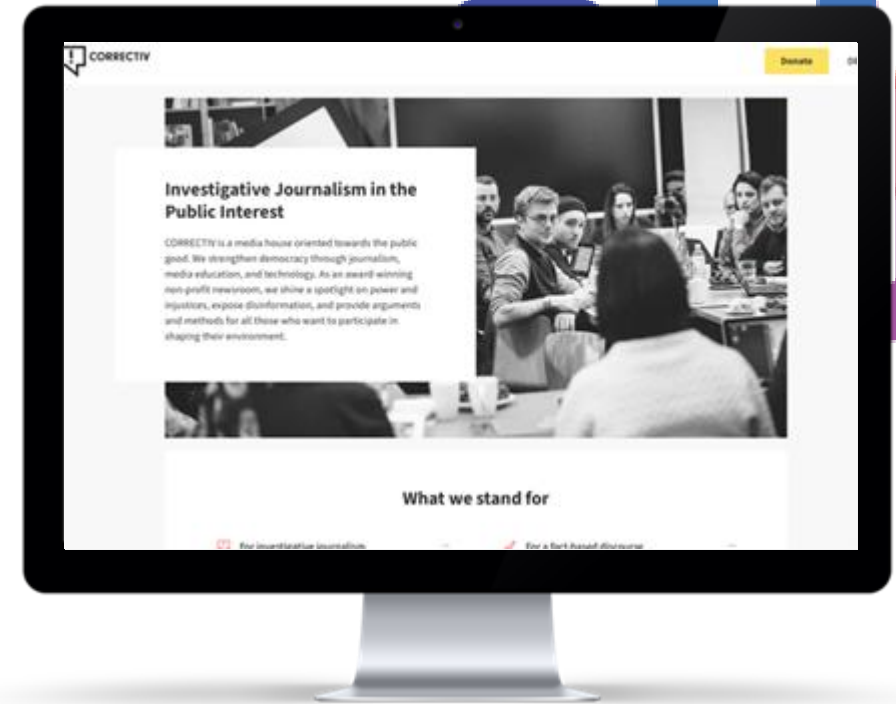 CORRECTIV
Donate
Investigative Journalism in the
Public Interest
CORRECTIV is a media house oriented towards the public
good. We strengthen democracy through journalism,
media education, and technology. As an award-winning
non-profit newsroom, we shine a spotlight on power and
injustices, expose disinformation, and provide arguments
and methods for all those who want to participate in
shaping their environment.
What we stand for
for investigative journalism
for a fact-based discourse